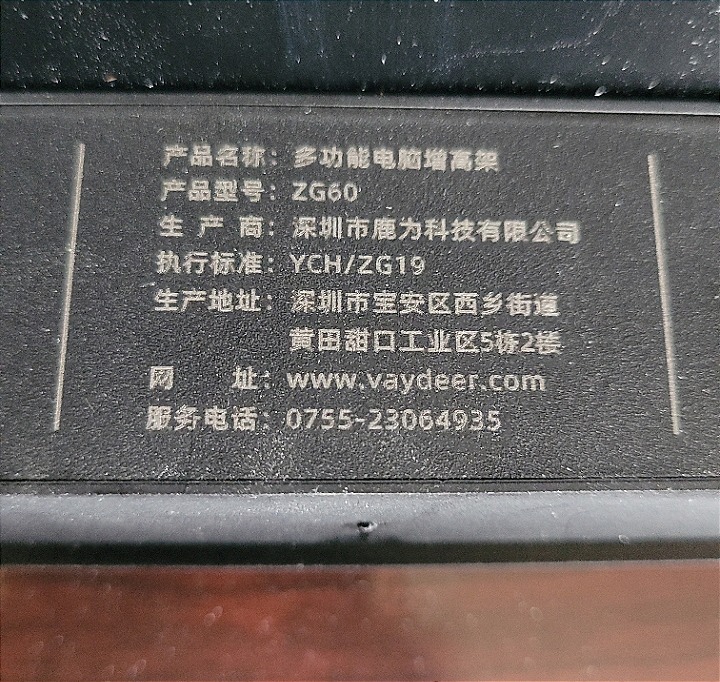 产品名称：多功能电脑增高架
产品型号：ZG60
生 产 商：深圳市鹿为科技有限公司
执行标准：YCH/ZG19
生产地址：深圳市宝安区西乡街道
黄田甜口工业区5栋2楼
网　　址：www.vaydeer.com
服务电话：0755-23064935